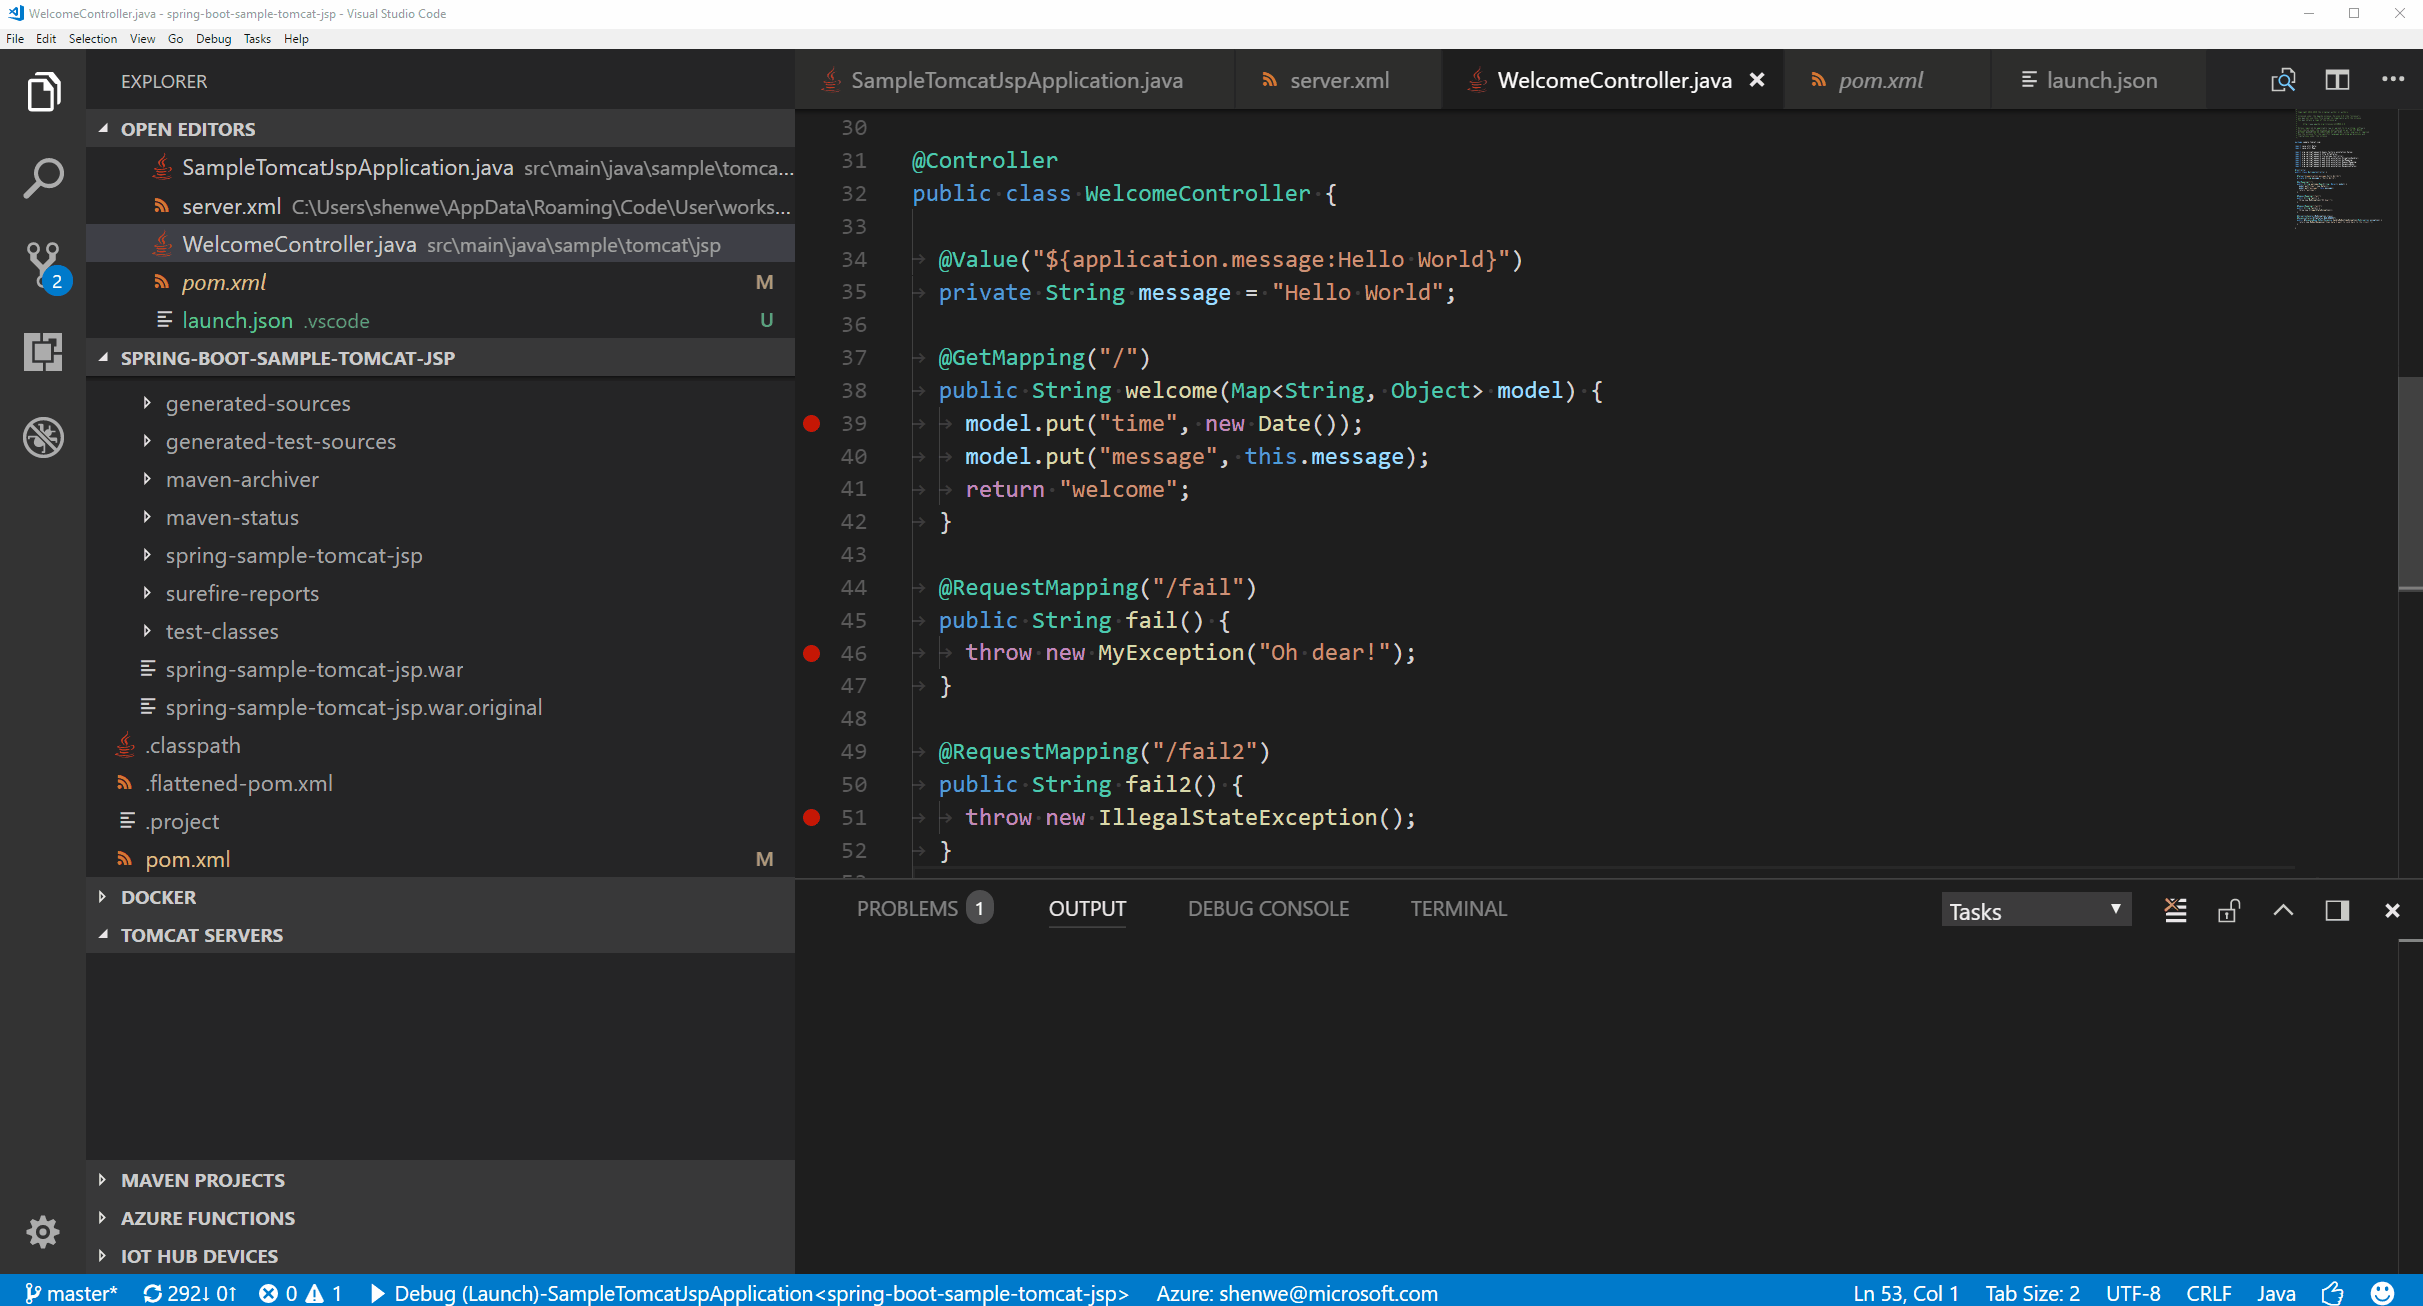 WelcomeController.java - spring-boot-sample-tomcat-jsp - Visual Studio Code
File Edit Selection View Go Debug Tasks Help
EXPLORER
OPEN EDITORS
SampleTomcatJspApplication.java src\main\java\sample\tomca...
server.xml C:\Users\shenwe\AppData\Roaming\Code\User\works...
WelcomeController.java src\main\java\sample\tomcat\jsp
pom.xml M
launch.json .vscode U
2
SPRING-BOOT-SAMPLE-TOMCAT-JSP
generated-sources
generated-test-sources
maven-archiver
maven-status
spring-sample-tomcat-jsp
surefire-reports
test-classes
spring-sample-tomcat-jsp.war
spring-sample-tomcat-jsp.war.original
.classpath
.flattened-pom.xml
.project
pom.xml M
DOCKER
TOMCAT SERVERS
MAVEN PROJECTS
AZURE FUNCTIONS
IOT HUB DEVICES
SampleTomcatJspApplication.java server.xml WelcomeController.java pom.xml launch.json
30
31 @Controller
32 public class WelcomeController {
33
34 @Value("${application.message:Hello World}")
35 private String message = "Hello World";
36
37 @GetMapping("/")
38 public String welcome(Map<String, Object> model) {
39 model.put("time", new Date());
40 model.put("message", this.message);
41 return "welcome";
42 }
43
44 @RequestMapping("/fail")
45 public String fail() {
46 throw new MyException("Oh dear!");
47 }
48
49 @RequestMapping("/fail2")
50 public String fail2() {
51 throw new IllegalStateException();
52 }
PROBLEMS 1 OUTPUT DEBUG CONSOLE TERMINAL Tasks
master* 292↓ 0↑ 0 1 Debug (Launch)-SampleTomcatJspApplication<spring-boot-sample-tomcat-jsp> Azure: shenwe@microsoft.com Ln 53, Col 1 Tab Size: 2 UTF-8 CRLF Java